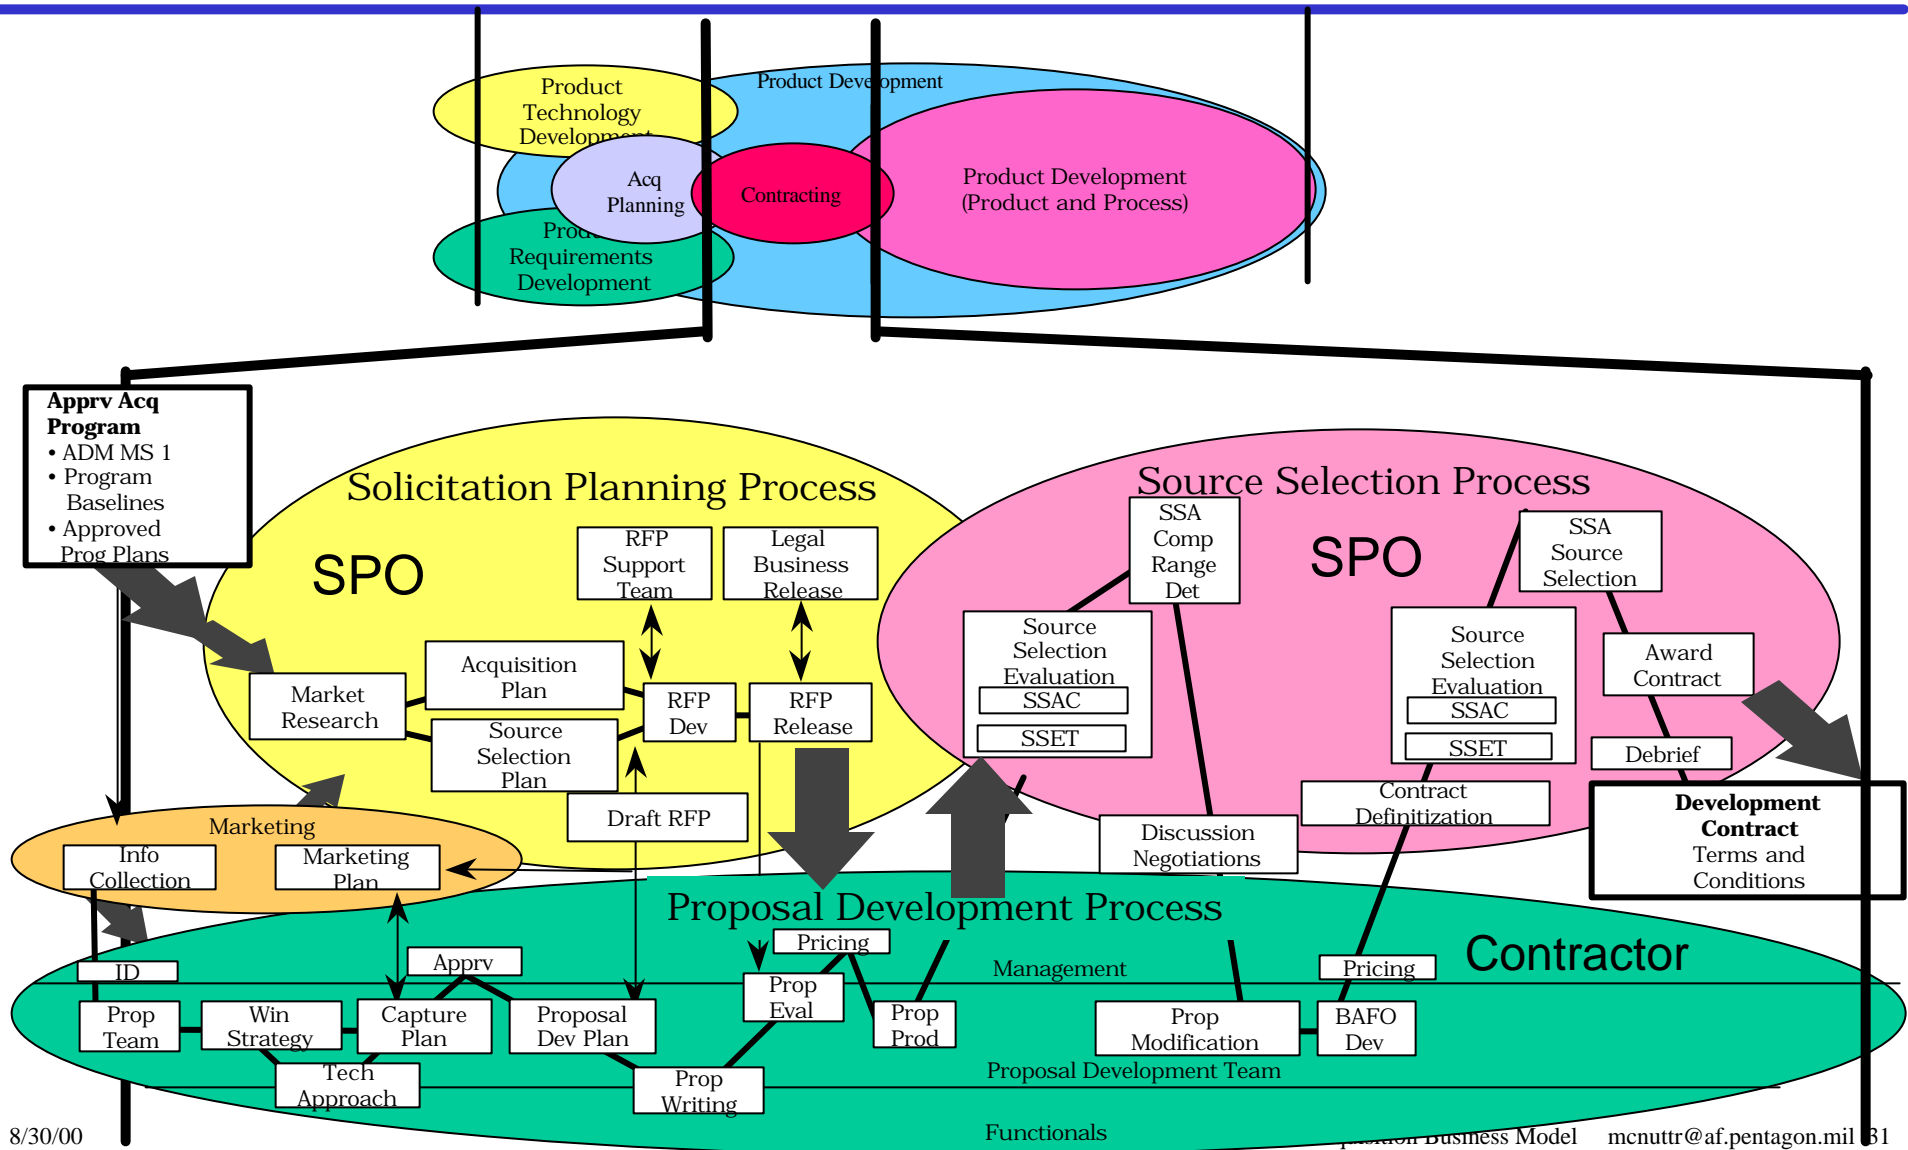 Product Development
Product
Technology
Development
Acq
Planning
Contracting
Product Development
(Product and Process)
Requirements
Development
Apprv Acq
Program
• ADM MS 1
• Program
Baselines
• Approved
Prog Plans
Solicitation Planning Process
SPO
RFP
Support
Team
Legal
Business
Release
Market
Research
Acquisition
Plan
Source
Selection
Plan
RFP
Dev
RFP
Release
Draft RFP
Source Selection Process
SPO
SSA
Comp
Range
Det
Source
Selection
Evaluation
SSAC
SSET
SSA
Source
Selection
Source
Selection
Evaluation
SSAC
SSET
Award
Contract
Debrief
Contract
Definitization
Discussion
Negotiations
Development
Contract
Terms and
Conditions
Marketing
Info
Collection
Marketing
Plan
Proposal Development Process
Contractor
Management
ID
Apprv
Pricing
Pricing
Prop
Team
Win
Strategy
Capture
Plan
Proposal
Dev Plan
Prop
Eval
Prop
Prod
Prop
Modification
BAFO
Dev
Tech
Approach
Prop
Writing
Proposal Development Team
Functionals
8/30/00
Business Model
mcnuttr@af.pentagon.mil 31